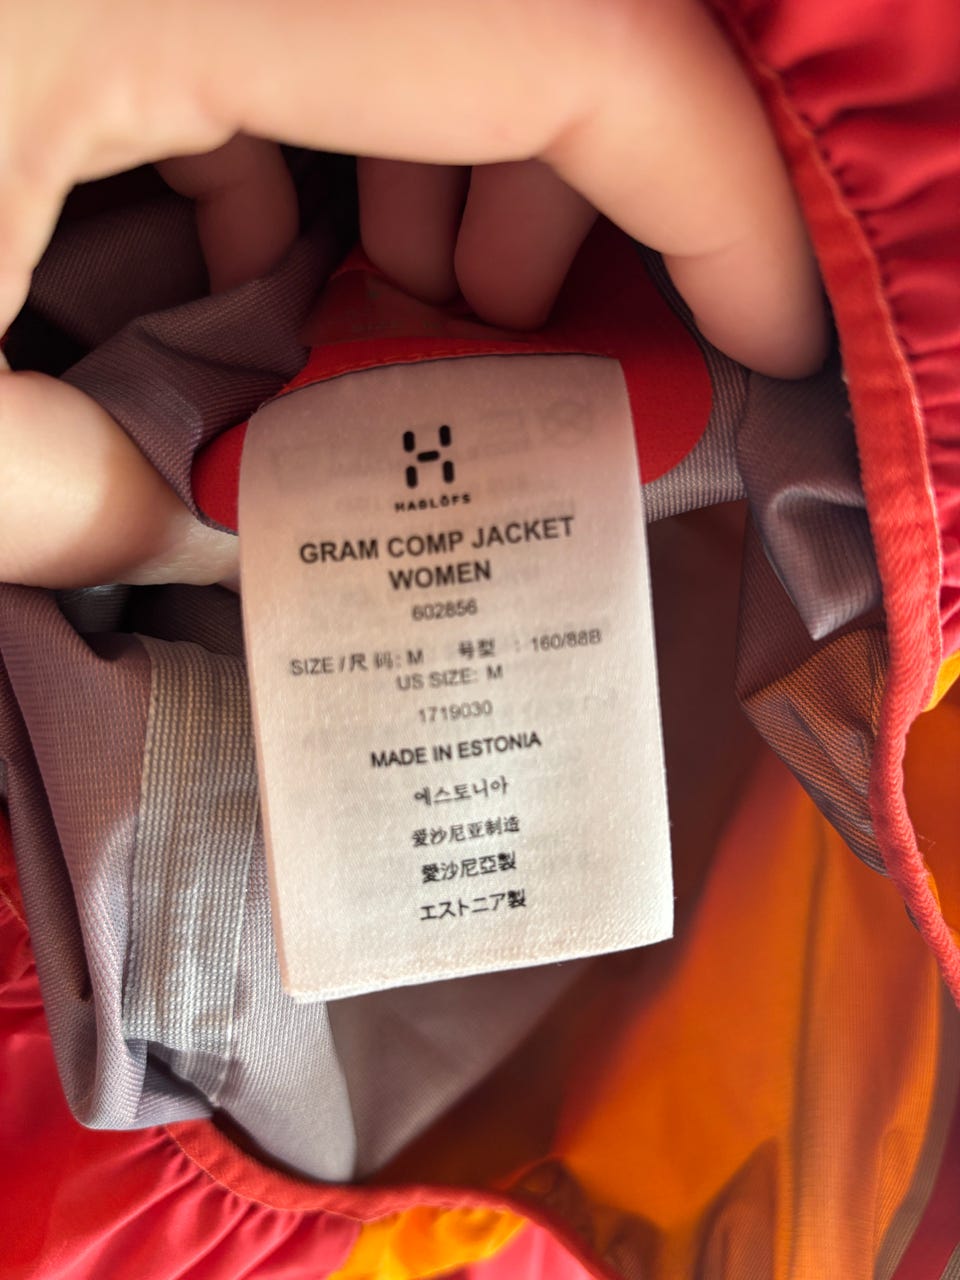 HAGLÖFS
GRAM COMP JACKET
WOMEN
602856
SIZE / 尺 码: M 号型 : 160/88B
US SIZE: M
1719030
MADE IN ESTONIA
에스토니아
爱沙尼亚制造
愛沙尼亞製
エストニア製